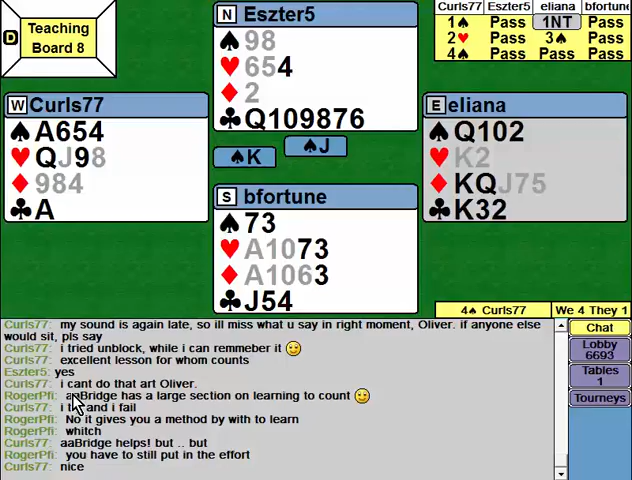 D Teaching Board 8
N Eszter5
♠ 98
♥ 654
♦ 2
♣ Q109876
Curls77 Eszter5 eliana bfortune
1♠ Pass 1NT Pass
2♥ Pass 3♠ Pass
4♠ Pass Pass Pass
W Curls77
♠ A654
♥ QJ98
♦ 984
♣ A
♠K
♠J
E eliana
♠ Q102
♥ K2
♦ KQJ75
♣ K32
S bfortune
♠ 73
♥ A1073
♦ A1063
♣ J54
4♠ Curls77 We 4 They 1
Curls77: my sound is again late, so ill miss what u say in right moment, Oliver. if anyone else
would sit, pls say
Curls77: i tried unblock, while i can remmeber it
Curls77: excellent lesson for whom counts
Eszter5: yes
Curls77: i cant do that art Oliver.
RogerPfi: aaBridge has a large section on learning to count
Curls77: i and i fail
RogerPfi: No it gives you a method by with to learn
RogerPfi: whitch
Curls77: aaBridge helps! but .. but
RogerPfi: you have to still put in the effort
Curls77: nice
Chat
Lobby
6693
Tables
1
Tourneys